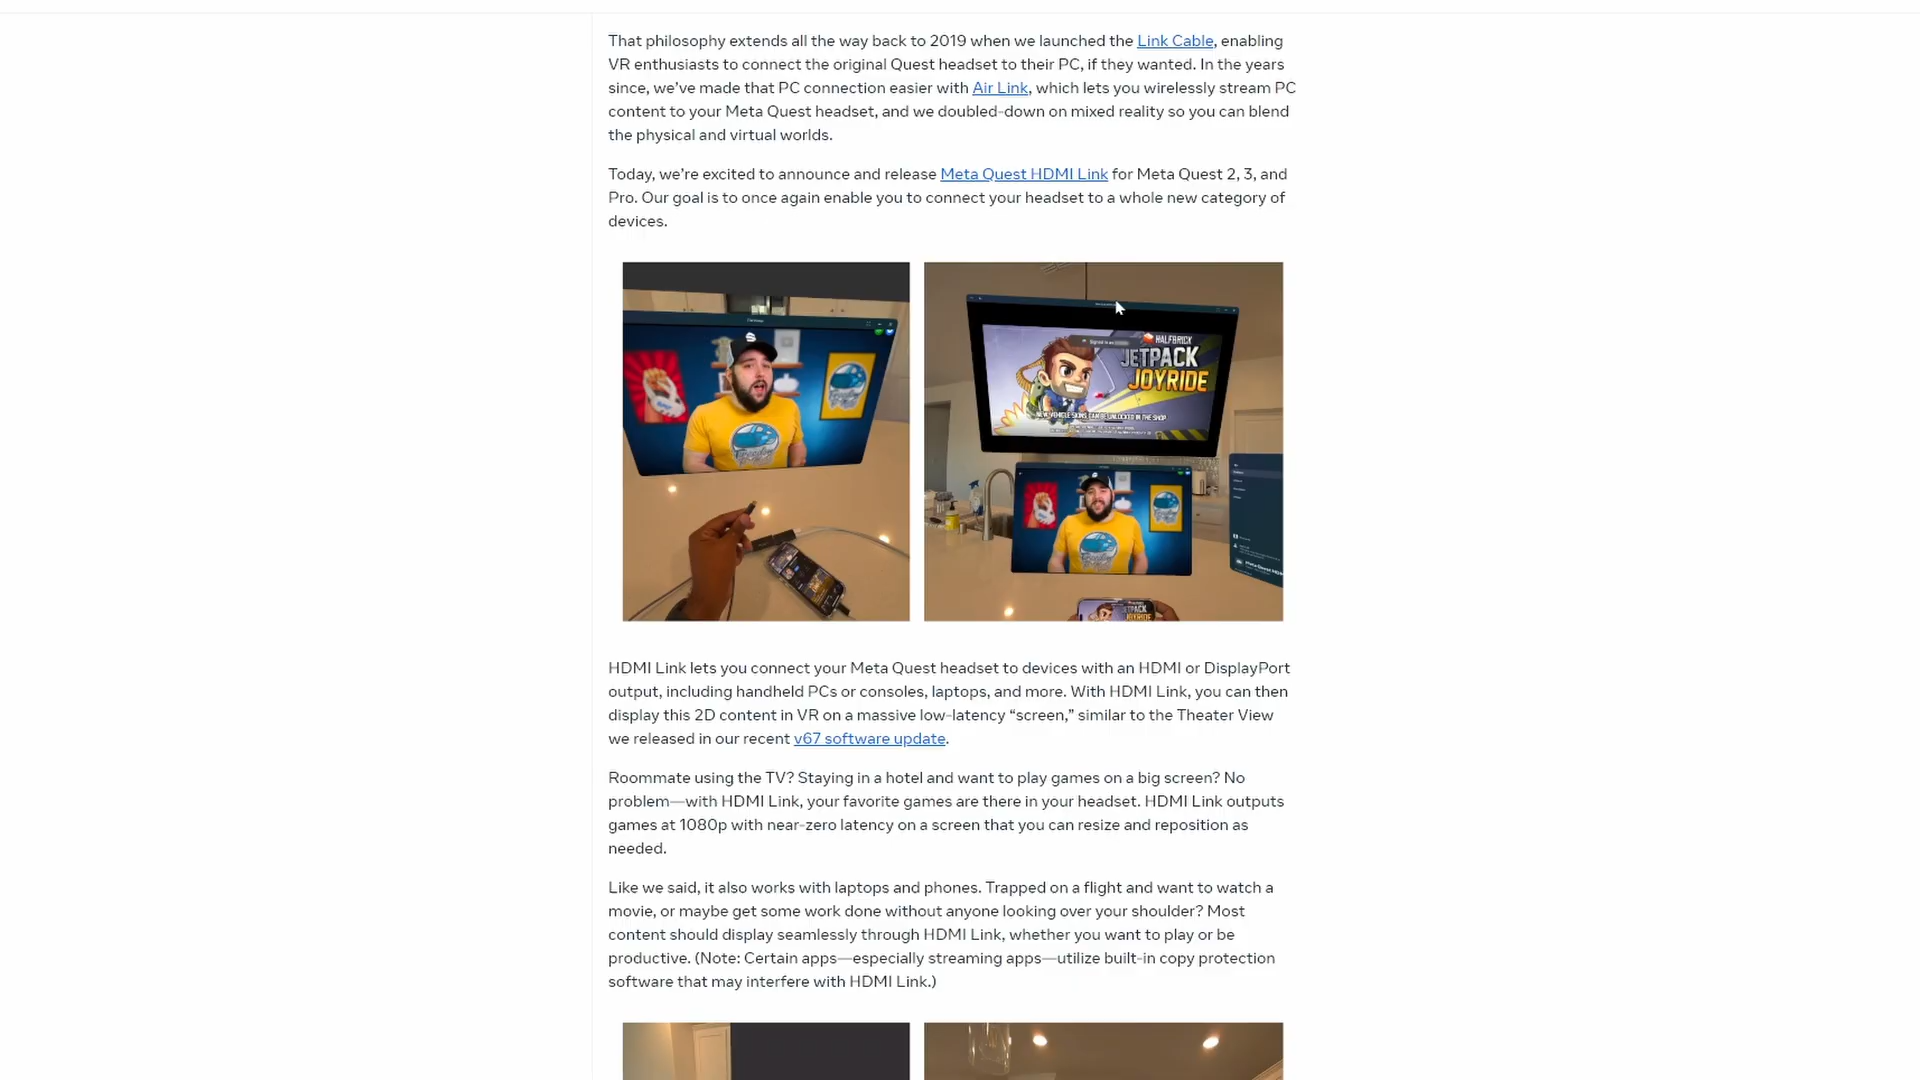 That philosophy extends all the way back to 2019 when we launched the Link Cable, enabling
VR enthusiasts to connect the original Quest headset to their PC, if they wanted. In the years
since, we’ve made that PC connection easier with Air Link, which lets you wirelessly stream PC
content to your Meta Quest headset, and we doubled-down on mixed reality so you can blend
the physical and virtual worlds.
Today, we’re excited to announce and release Meta Quest HDMI Link for Meta Quest 2, 3, and
Pro. Our goal is to once again enable you to connect your headset to a whole new category of
devices.
HALFBRICK
JETPACK
JOYRIDE
NEW VEHICLE SKINS CAN BE UNLOCKED IN THE SHOP
JETPACK
JOYRIDE
HDMI Link lets you connect your Meta Quest headset to devices with an HDMI or DisplayPort
output, including handheld PCs or consoles, laptops, and more. With HDMI Link, you can then
display this 2D content in VR on a massive low-latency “screen,” similar to the Theater View
we released in our recent v67 software update.
Roommate using the TV? Staying in a hotel and want to play games on a big screen? No
problem—with HDMI Link, your favorite games are there in your headset. HDMI Link outputs
games at 1080p with near-zero latency on a screen that you can resize and reposition as
needed.
Like we said, it also works with laptops and phones. Trapped on a flight and want to watch a
movie, or maybe get some work done without anyone looking over your shoulder? Most
content should display seamlessly through HDMI Link, whether you want to play or be
productive. (Note: Certain apps—especially streaming apps—utilize built-in copy protection
software that may interfere with HDMI Link.)